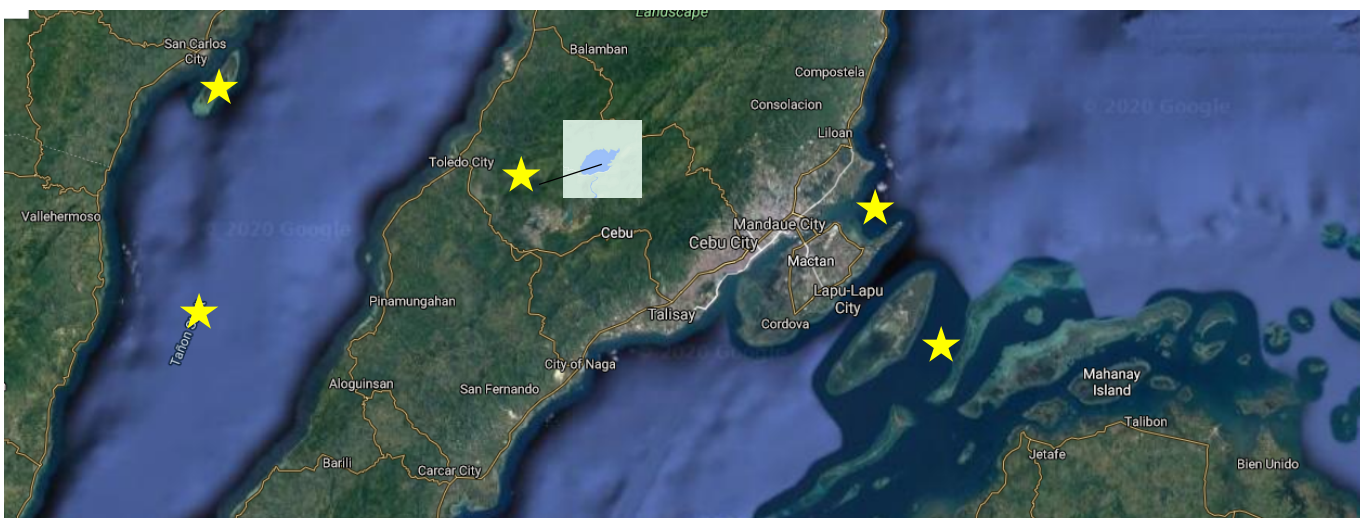 Landscape
San Carlos
City
Balamban
Compostela
Consolacion
© 2020 Google
Liloan
Toledo City
Vallehermoso
© 2020 Google
Cebu
Mandaue City
Cebu City
Mactan
Lapu-Lapu
City
Pinamungahan
Talisay
Cordova
Tañon S
© 2020 Google
City of Naga
Aloguinsan
San Fernando
Mahanay
Island
Talibon
Jetafe
Bien Unido
Barili
Carcar City